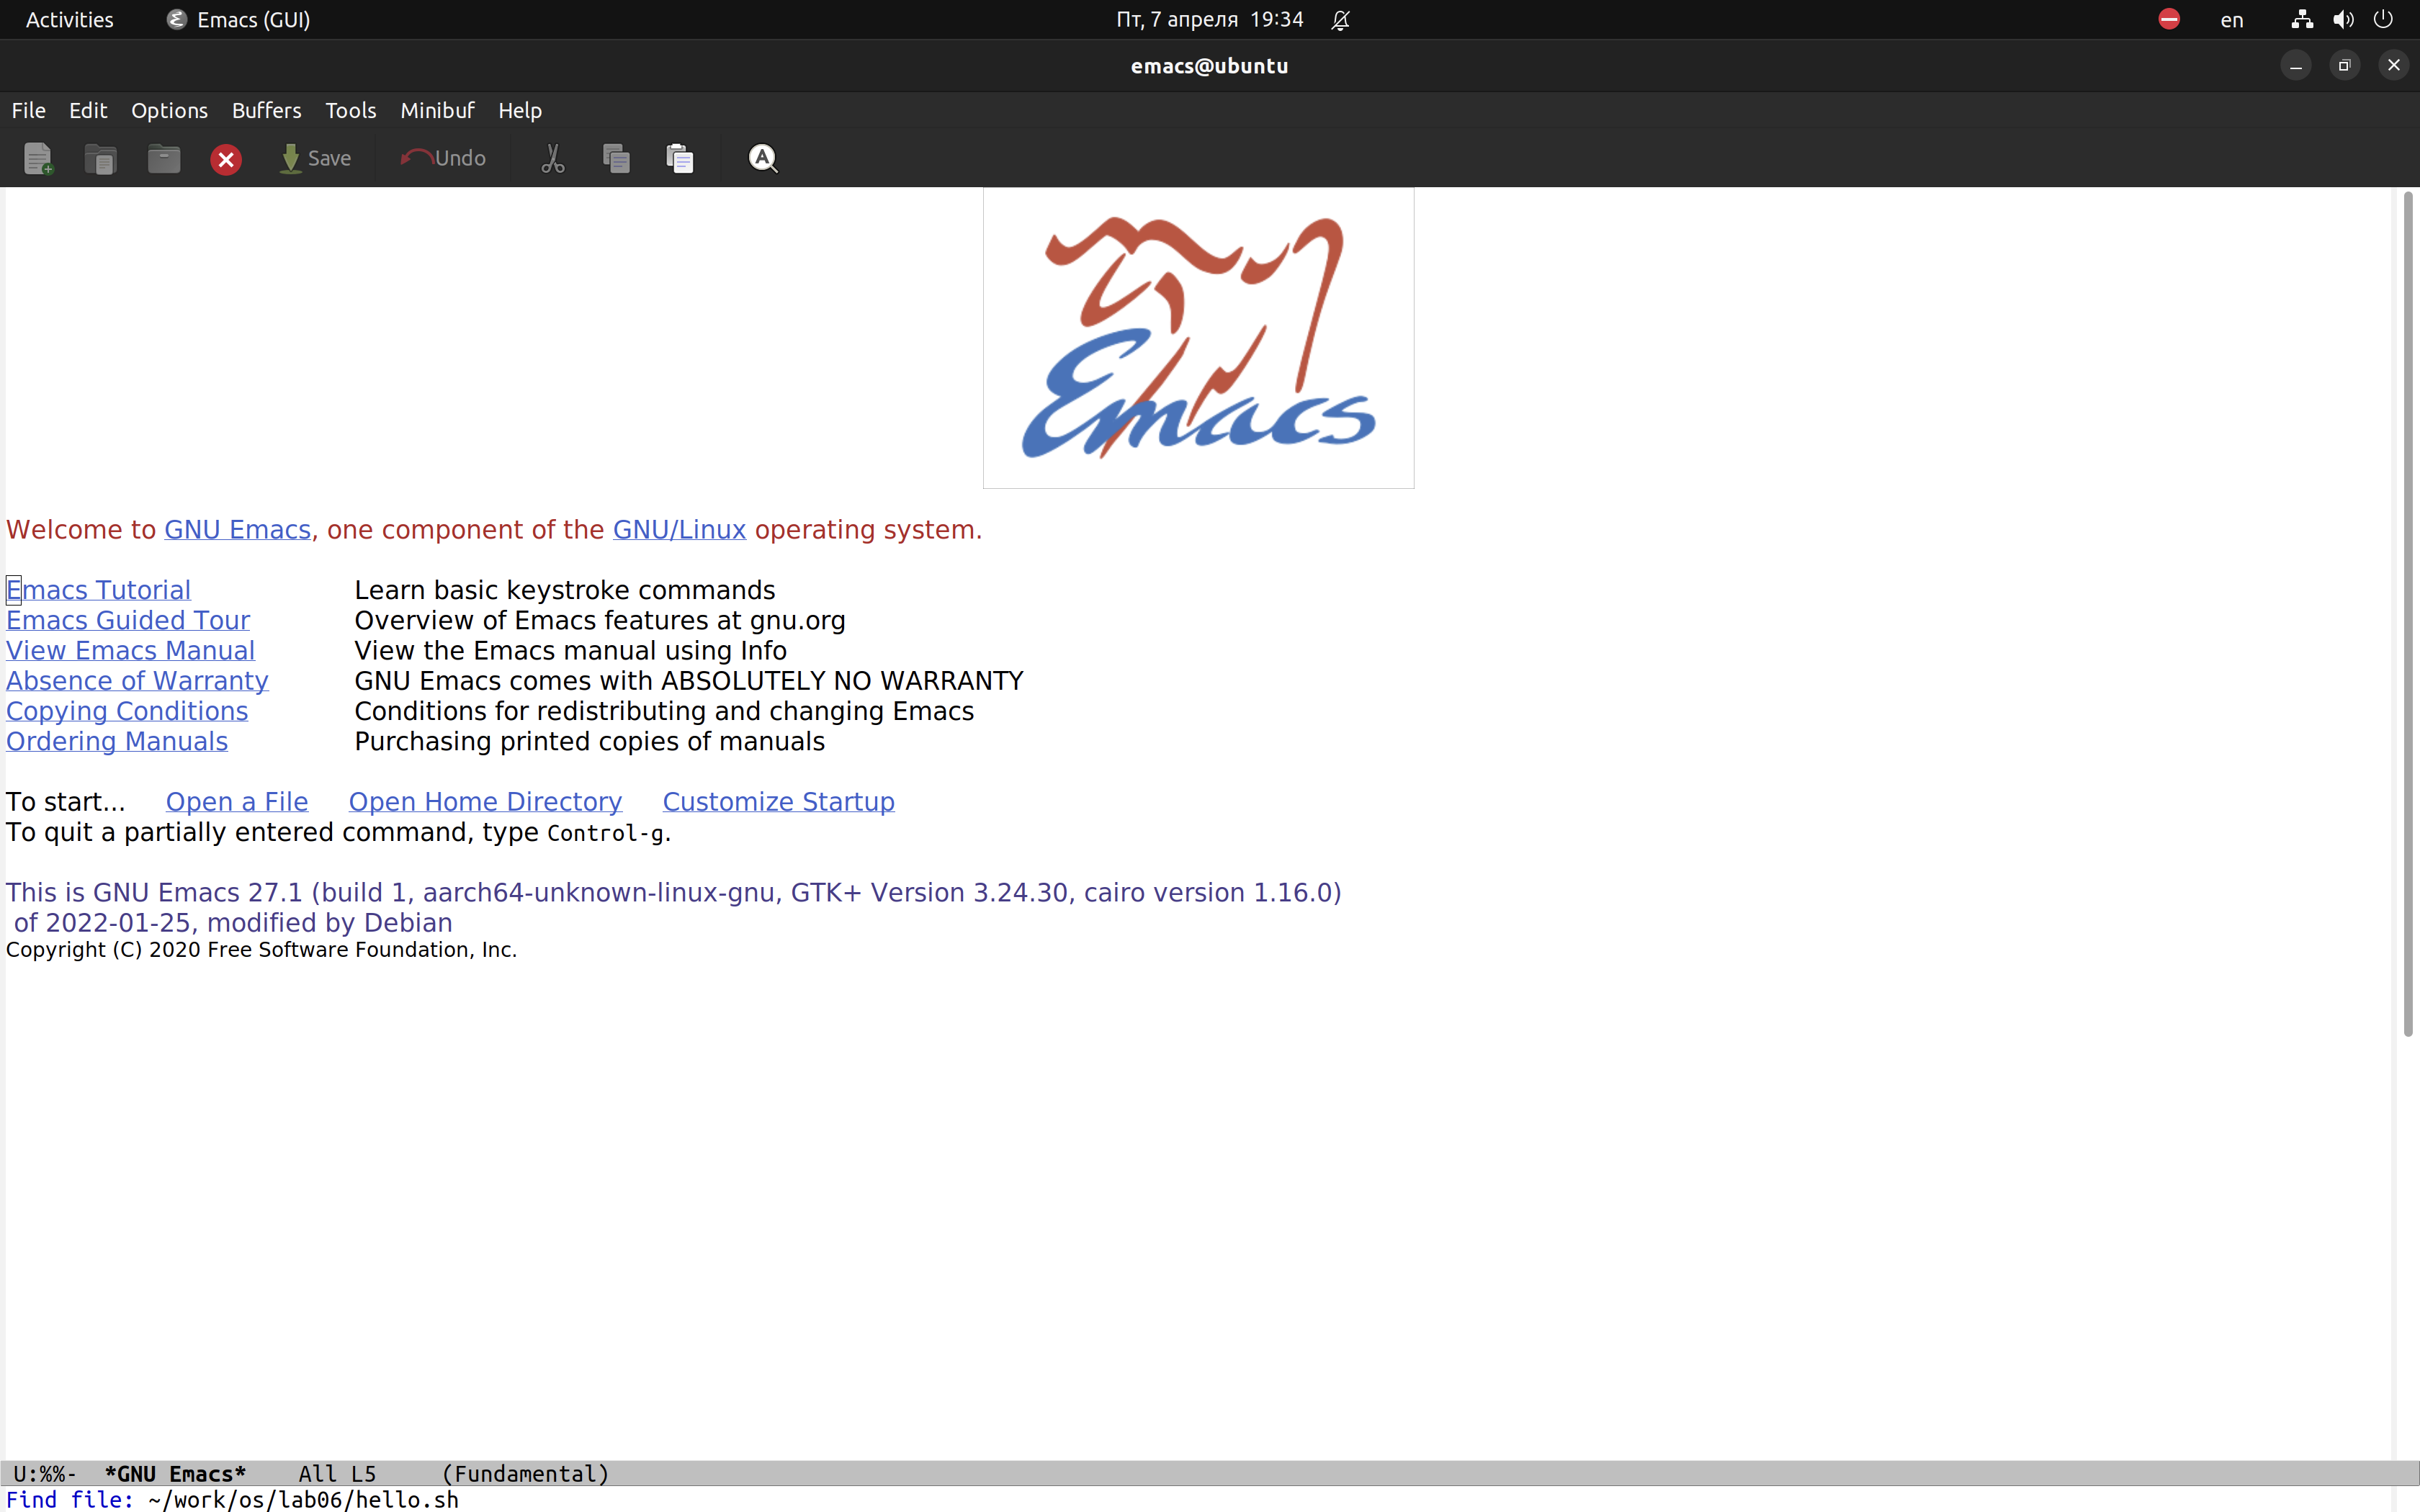 Activities Emacs (GUI) Пт, 7 апреля 19:34 en
emacs@ubuntu
File Edit Options Buffers Tools Minibuf Help
Save Undo
Emacs
Welcome to GNU Emacs, one component of the GNU/Linux operating system.
Emacs Tutorial Learn basic keystroke commands
Emacs Guided Tour Overview of Emacs features at gnu.org
View Emacs Manual View the Emacs manual using Info
Absence of Warranty GNU Emacs comes with ABSOLUTELY NO WARRANTY
Copying Conditions Conditions for redistributing and changing Emacs
Ordering Manuals Purchasing printed copies of manuals
To start... Open a File Open Home Directory Customize Startup
To quit a partially entered command, type Control-g.
This is GNU Emacs 27.1 (build 1, aarch64-unknown-linux-gnu, GTK+ Version 3.24.30, cairo version 1.16.0)
of 2022-01-25, modified by Debian
Copyright (C) 2020 Free Software Foundation, Inc.
U:%%- *GNU Emacs* All L5 (Fundamental)
Find file: ~/work/os/lab06/hello.sh